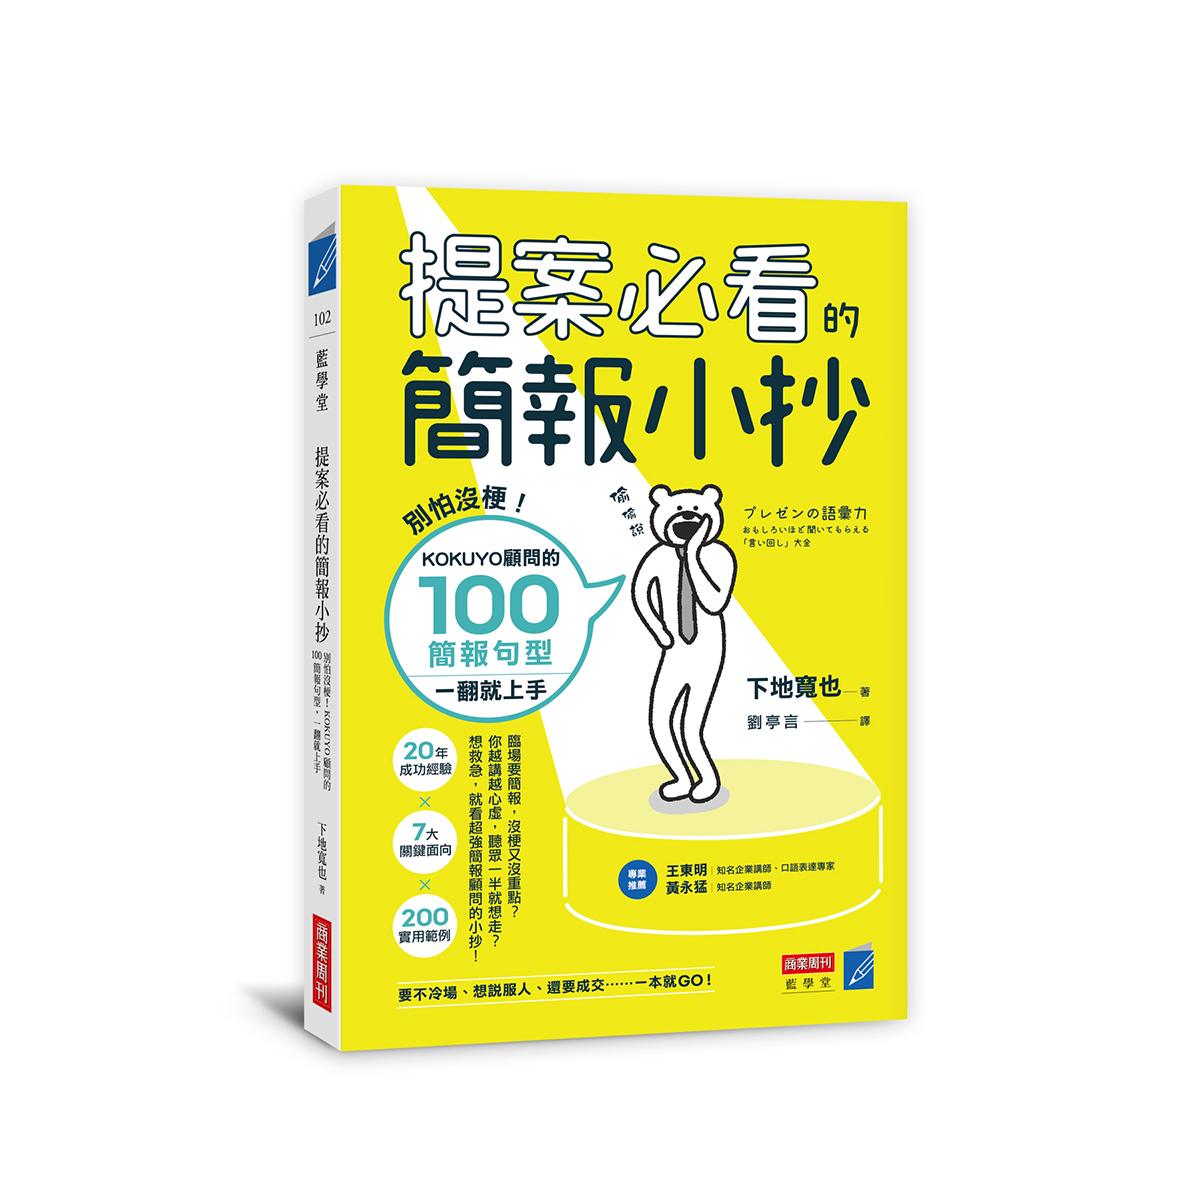 提案必看的
簡報小抄
別怕沒梗！
KOKUYO顧問的
100
簡報句型
一翻就上手
偷偷說
プレゼンの語彙力
おもしろいほど聞いてもらえる
「言い回し」大全
下地寬也 著
劉亭言 譯
20年
成功經驗
×
7大
關鍵面向
×
200
實用範例
臨場要簡報，沒梗又沒重點？
你越講越心虛，聽眾一半就想走？
想救急，就看超強簡報顧問的小抄！
專業
推薦
王東明｜知名企業講師、口語表達專家
黃永猛｜知名企業講師
要不冷場、想說服人、還要成交……一本就GO！
商業周刊
藍學堂
102
藍學堂
提案必看的簡報小抄
別怕沒梗！KOKUYO顧問的
100簡報句型，一翻就上手
下地寬也 著
商業周刊